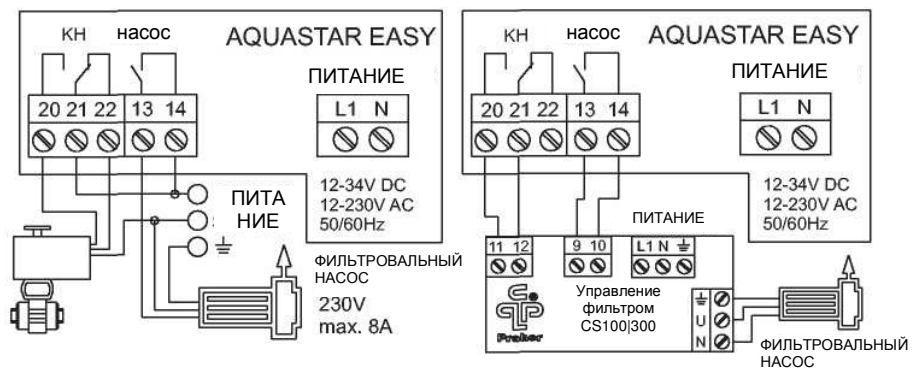 КН насос AQUASTAR EASY
ПИТАНИЕ
20 21 22 13 14 L1 N
12-34V DC
12-230V AC
50/60Hz
ПИТА
НИЕ
ФИЛЬТРОВАЛЬНЫЙ
НАСОС
230V
max. 8A
КН насос AQUASTAR EASY
ПИТАНИЕ
20 21 22 13 14 L1 N
12-34V DC
12-230V AC
50/60Hz
ПИТАНИЕ
11 12 9 10 L1 N
Управление
фильтром
CS100|300
Praher
U
N
ФИЛЬТРОВАЛЬНЫЙ
НАСОС